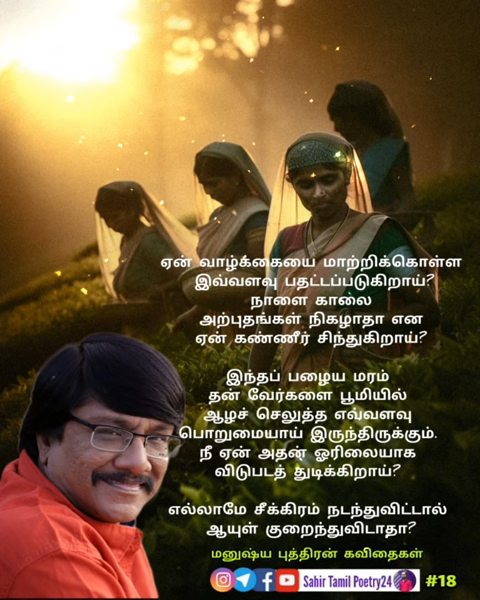 ஏன் வாழ்க்கையை மாற்றிக்கொள்ள
இவ்வளவு பதட்டப்படுகிறாய்?
நாளை காலை
அற்புதங்கள் நிகழாதா என
ஏன் கண்ணீர் சிந்துகிறாய்?
இந்தப் பழைய மரம்
தன் வேர்களை பூமியில்
ஆழச் செலுத்த எவ்வளவு
பொறுமையாய் இருந்திருக்கும்.
நீ ஏன் அதன் ஓரிலையாக
விடுபடத் துடிக்கிறாய்?
எல்லாமே சீக்கிரம் நடந்துவிட்டால்
ஆயுள் குறைந்துவிடாதா?
மனுஷ்ய புத்திரன் கவிதைகள்
Sahir Tamil Poetry24 #18